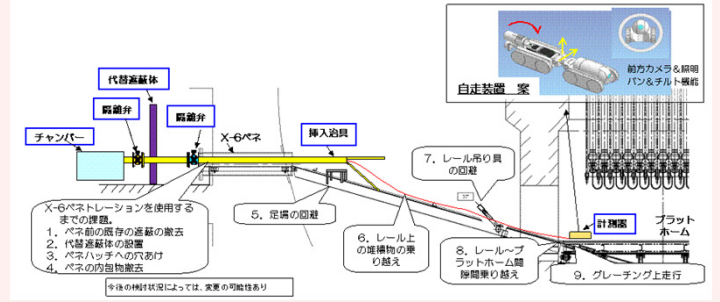 代替遮蔽体
隔離弁
隔離弁
チャンバー
X-6ペネ
挿入治具
自走装置 案
前方カメラ&照明
パン&チルト機能
7. レール吊り具
の回避
計測器
プラット
ホーム
X-6ペネトレーションを使用する
までの課題。
1. ペネ前の既存の遮蔽の撤去
2. 代替遮蔽体の設置
3. ペネハッチへの穴あけ
4. ペネの内包物撤去
5. 足場の回避
6. レール上
の堆積物の乗
り越え
8. レール~プ
ラットホーム間
隙間乗り越え
9. グレーチング上走行
今後の検討状況によっては、変更の可能性あり